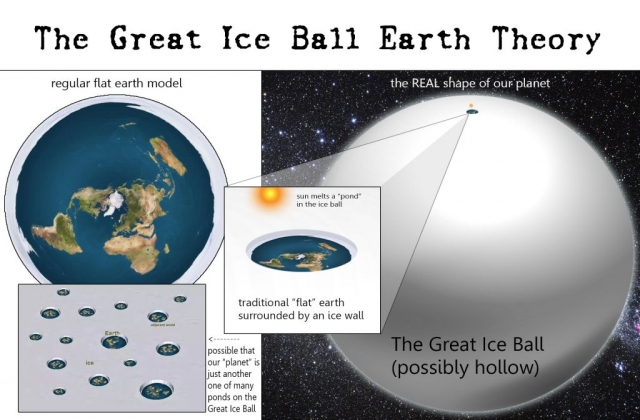 The Great Ice Ball Earth Theory
regular flat earth model
the REAL shape of our planet
sun melts a "pond"
in the ice ball
traditional "flat" earth
surrounded by an ice wall
Earth
adjacent world
Ice
<--------
possible that
our "planet" is
just another
one of many
ponds on the
Great Ice Ball
The Great Ice Ball
(possibly hollow)